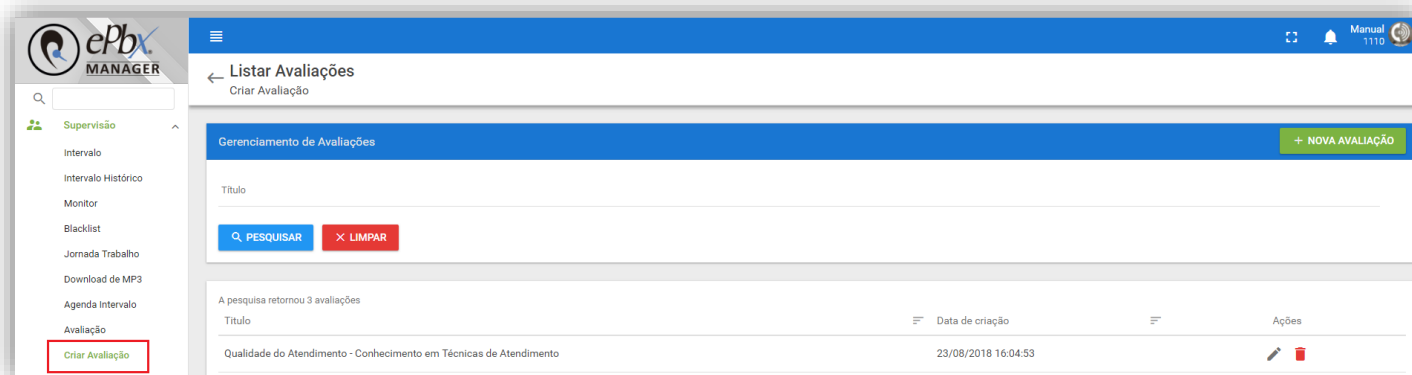 ePbx.
MANAGER
Manual
1110
Listar Avaliações
Criar Avaliação
Supervisão
Intervalo
Intervalo Histórico
Monitor
Blacklist
Jornada Trabalho
Download de MP3
Agenda Intervalo
Avaliação
Criar Avaliação
Gerenciamento de Avaliações
+ NOVA AVALIAÇÃO
Título
PESQUISAR
LIMPAR
A pesquisa retornou 3 avaliações
Titulo Data de criação Ações
Qualidade do Atendimento - Conhecimento em Técnicas de Atendimento 23/08/2018 16:04:53